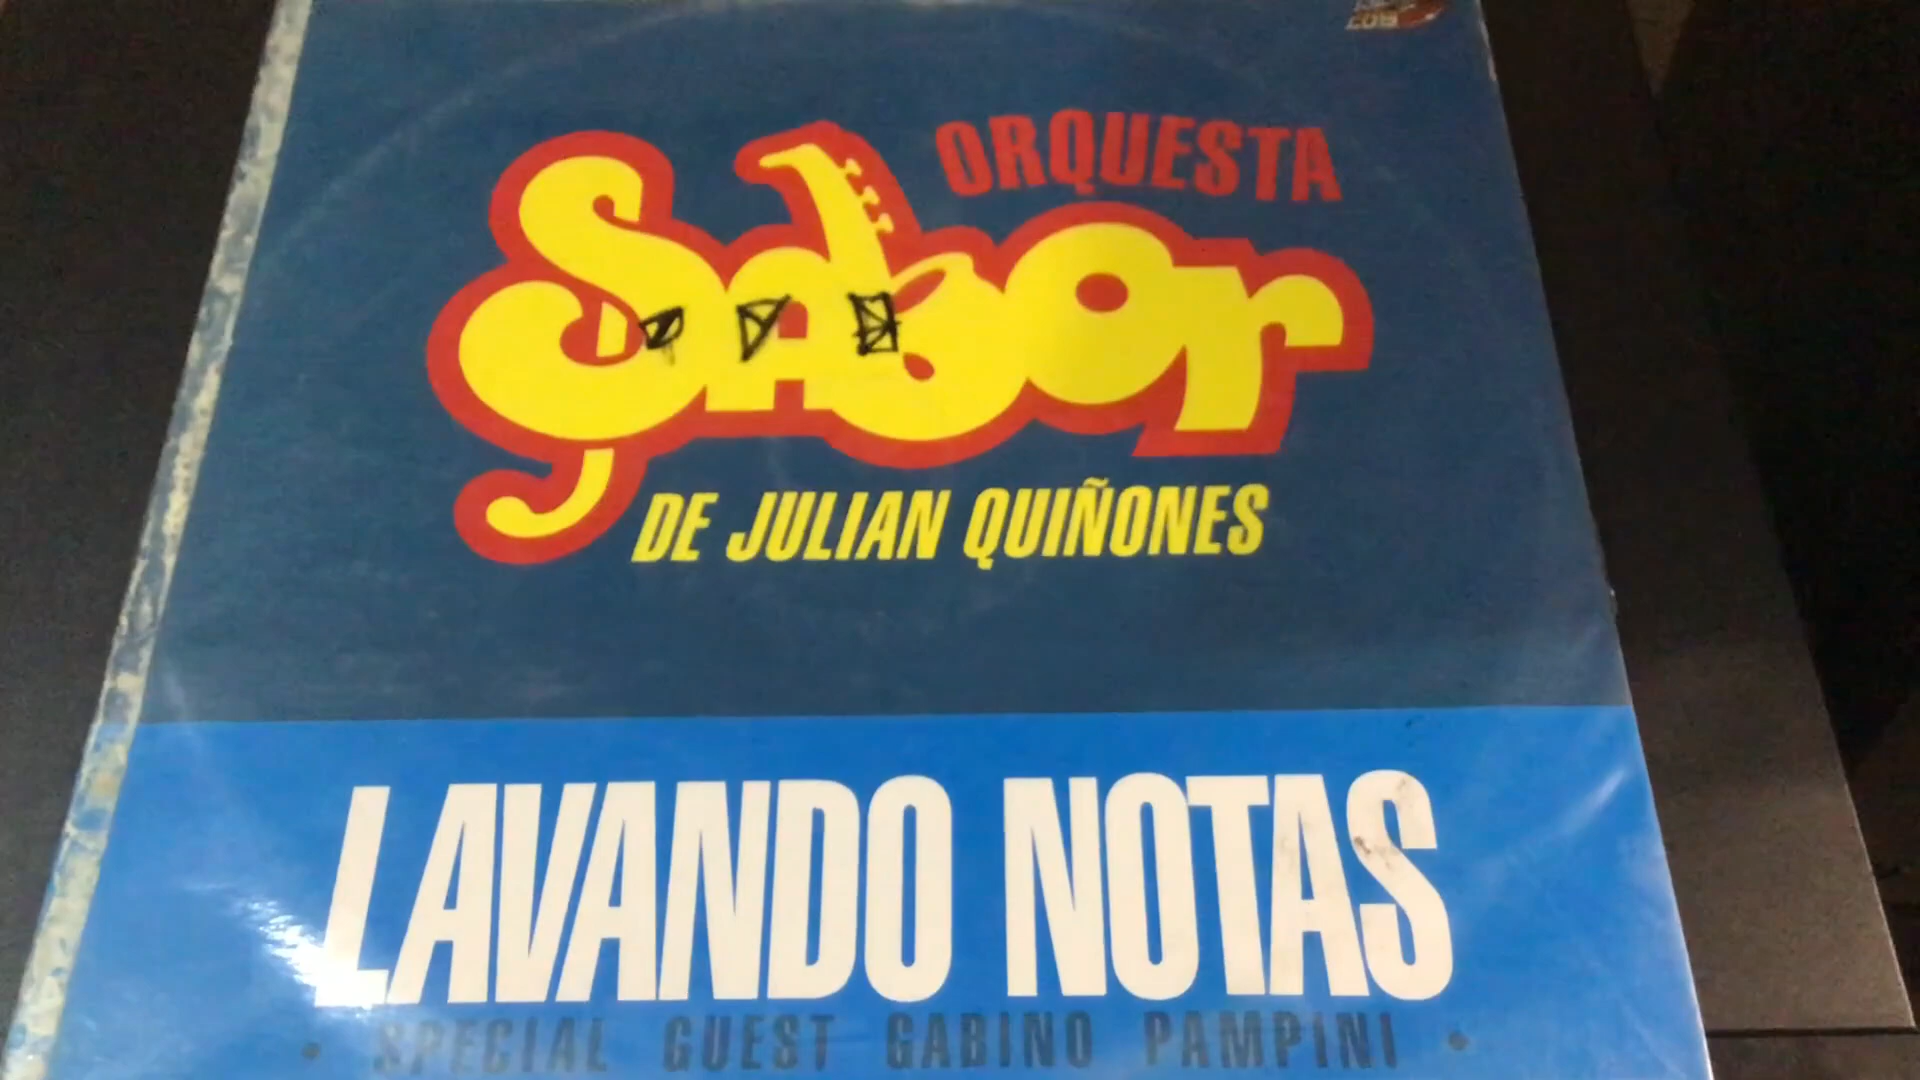 ORQUESTA
Sabor
DE JULIAN QUIÑONES
LAVANDO NOTAS
• SPECIAL GUEST GABINO PAMPINI •